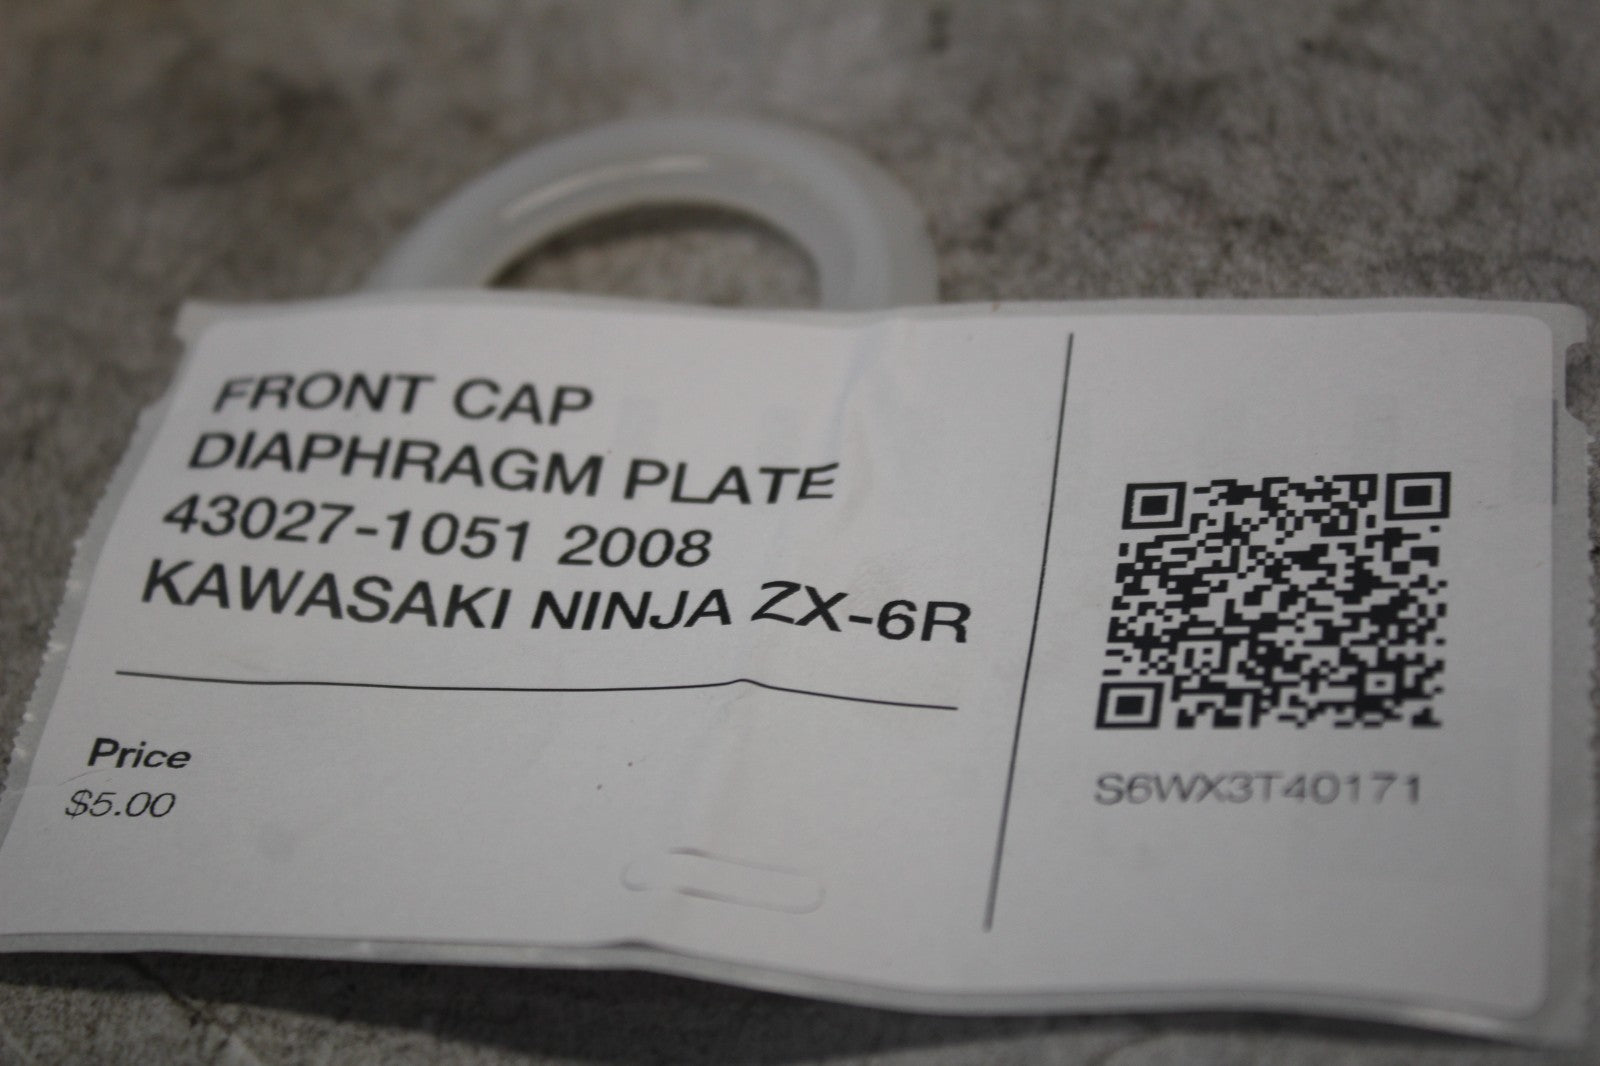 FRONT CAP
DIAPHRAGM PLATE
43027-1051 2008
KAWASAKI NINJA ZX-6R
Price
$5.00
S6WX3T40171